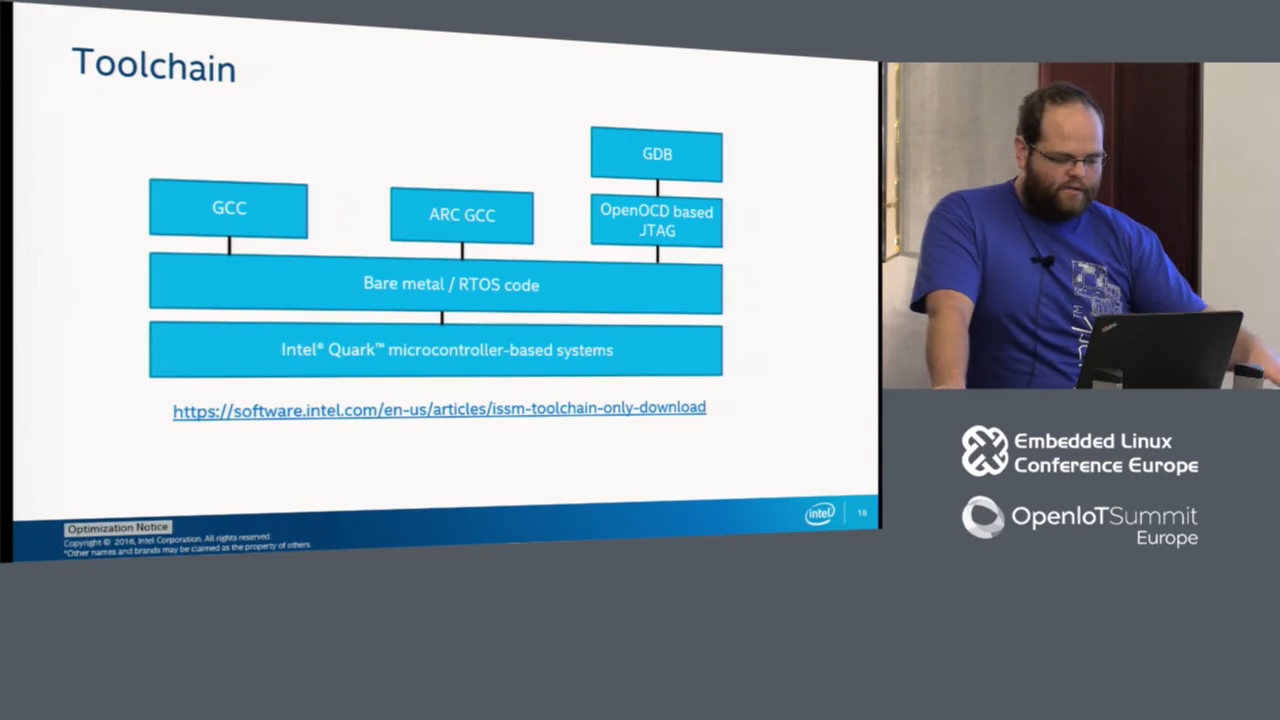 Toolchain
GDB
GCC
ARC GCC
OpenOCD based
JTAG
Bare metal / RTOS code
Intel® Quark™ microcontroller-based systems
https://software.intel.com/en-us/articles/issm-toolchain-only-download
Optimization Notice
Copyright © 2016, Intel Corporation. All rights reserved.
*Other names and brands may be claimed as the property of others.
intel
18
Embedded Linux
Conference Europe
OpenIoTSummit
Europe